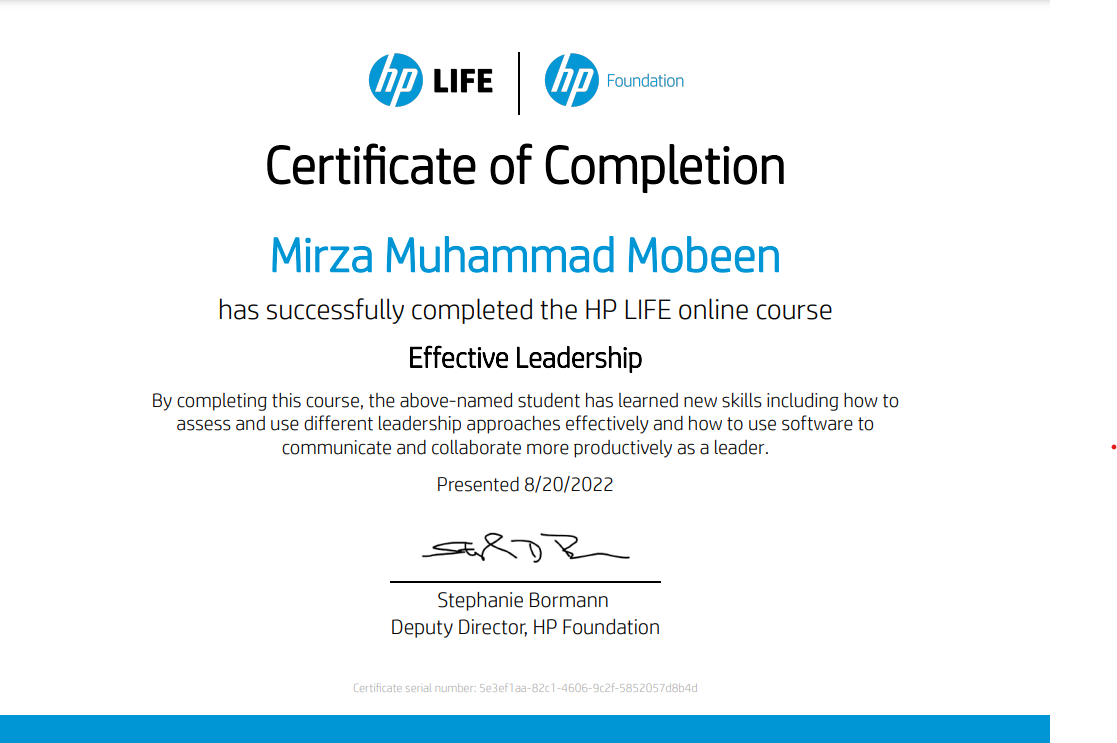 hp LIFE | hp Foundation
Certificate of Completion
Mirza Muhammad Mobeen
has successfully completed the HP LIFE online course
Effective Leadership
By completing this course, the above-named student has learned new skills including how to
assess and use different leadership approaches effectively and how to use software to
communicate and collaborate more productively as a leader.
Presented 8/20/2022
Stephanie Bormann
Deputy Director, HP Foundation
Certificate serial number: 5e3ef1aa-82c1-4606-9c2f-5852057d8b4d